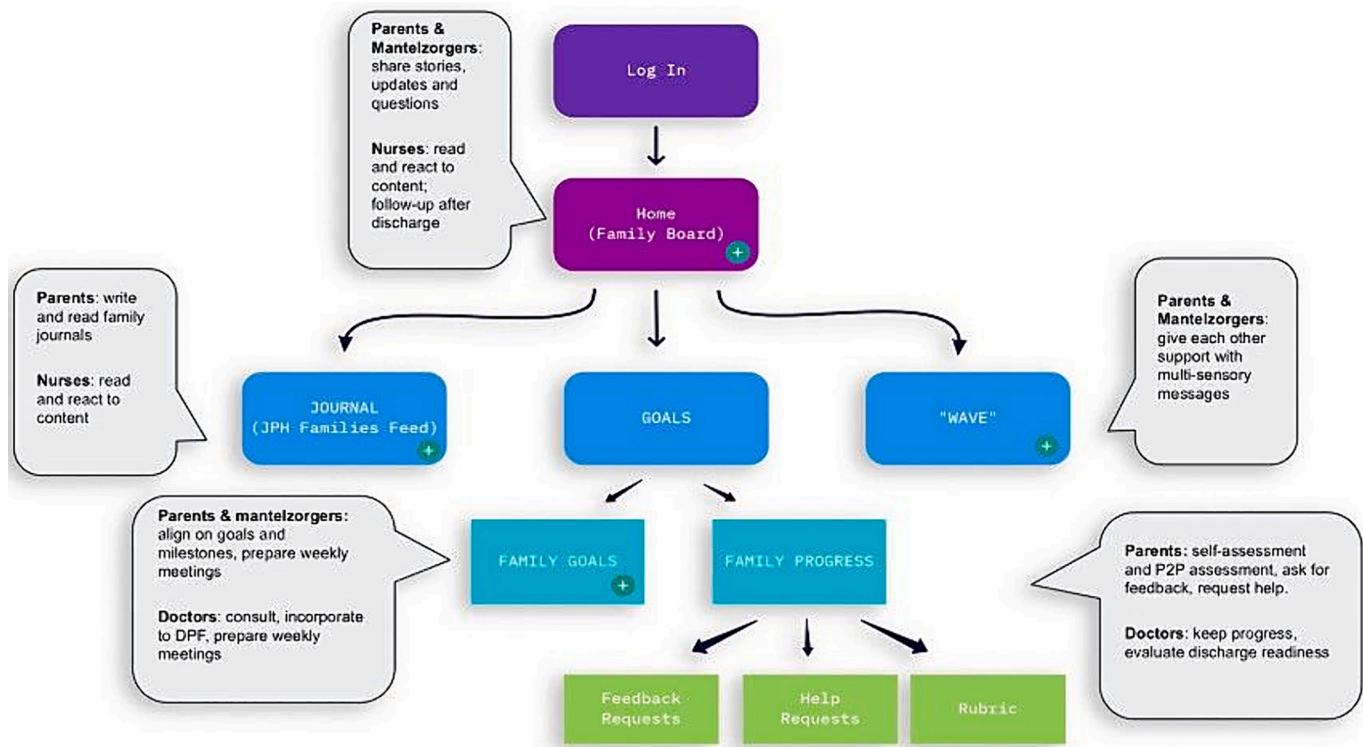 Parents &
Mantelzorgers:
share stories,
updates and
questions
Nurses: read
and react to
content;
follow-up after
discharge
Log In
Home
(Family Board)
+
Parents: write
and read family
journals
Nurses: read
and react to
content
JOURNAL
(JPH Families Feed)
+
GOALS
"WAVE"
+
Parents &
Mantelzorgers:
give each other
support with
multi-sensory
messages
Parents & mantelzorgers:
align on goals and
milestones, prepare weekly
meetings
Doctors: consult, incorporate
to DPF, prepare weekly
meetings
FAMILY GOALS
+
FAMILY PROGRESS
Parents: self-assessment
and P2P assessment, ask for
feedback, request help.
Doctors: keep progress,
evaluate discharge readiness
Feedback
Requests
Help
Requests
Rubric